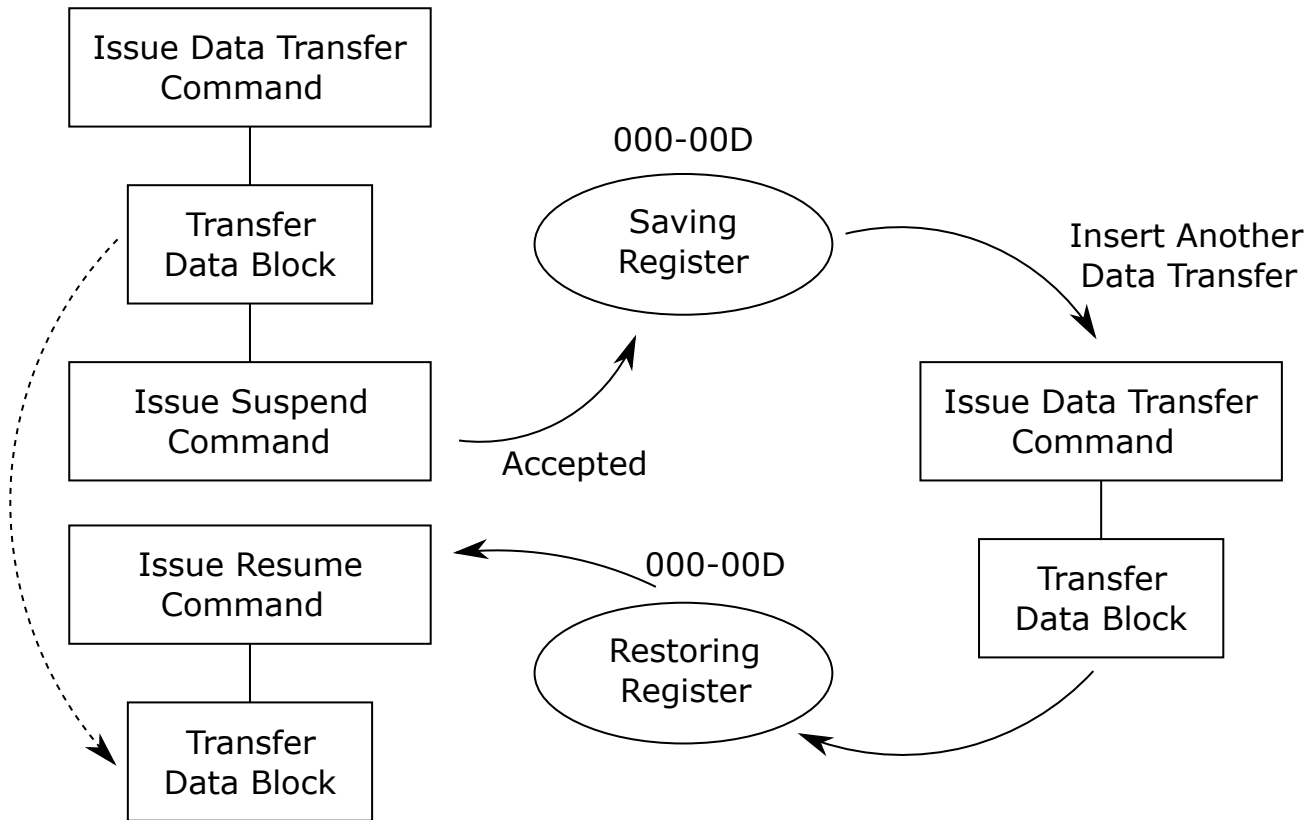 Issue Data Transfer
Command
Transfer
Data Block
Issue Suspend
Command
Accepted
000-00D
Saving
Register
Insert Another
Data Transfer
Issue Data Transfer
Command
Transfer
Data Block
000-00D
Restoring
Register
Issue Resume
Command
Transfer
Data Block